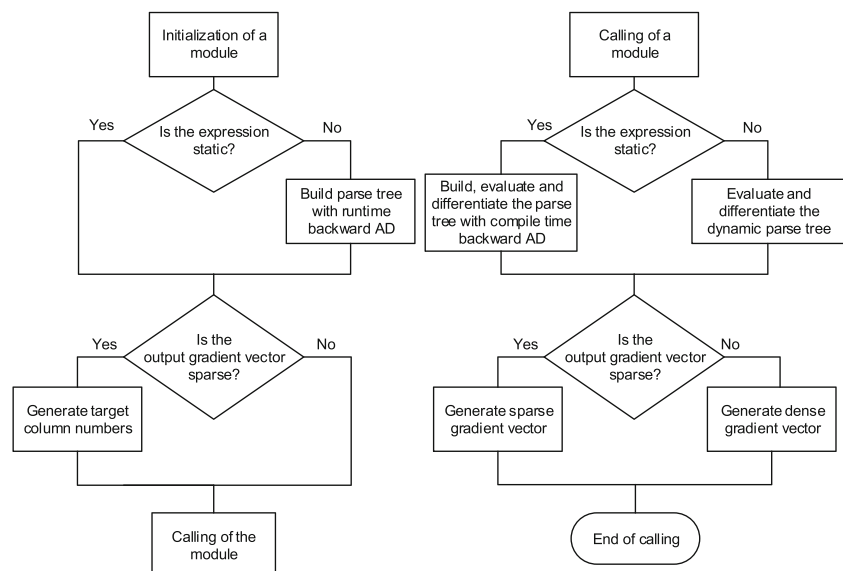 Initialization of a
module
Is the expression
static?
Yes
No
Build parse tree
with runtime
backward AD
Is the
output gradient vector
sparse?
Yes
No
Generate target
column numbers
Calling of the
module
Calling of a
module
Is the expression
static?
Yes
No
Build, evaluate and
differentiate the parse
tree with compile time
backward AD
Evaluate and
differentiate the
dynamic parse tree
Is the
output gradient vector
sparse?
Yes
No
Generate sparse
gradient vector
Generate dense
gradient vector
End of calling